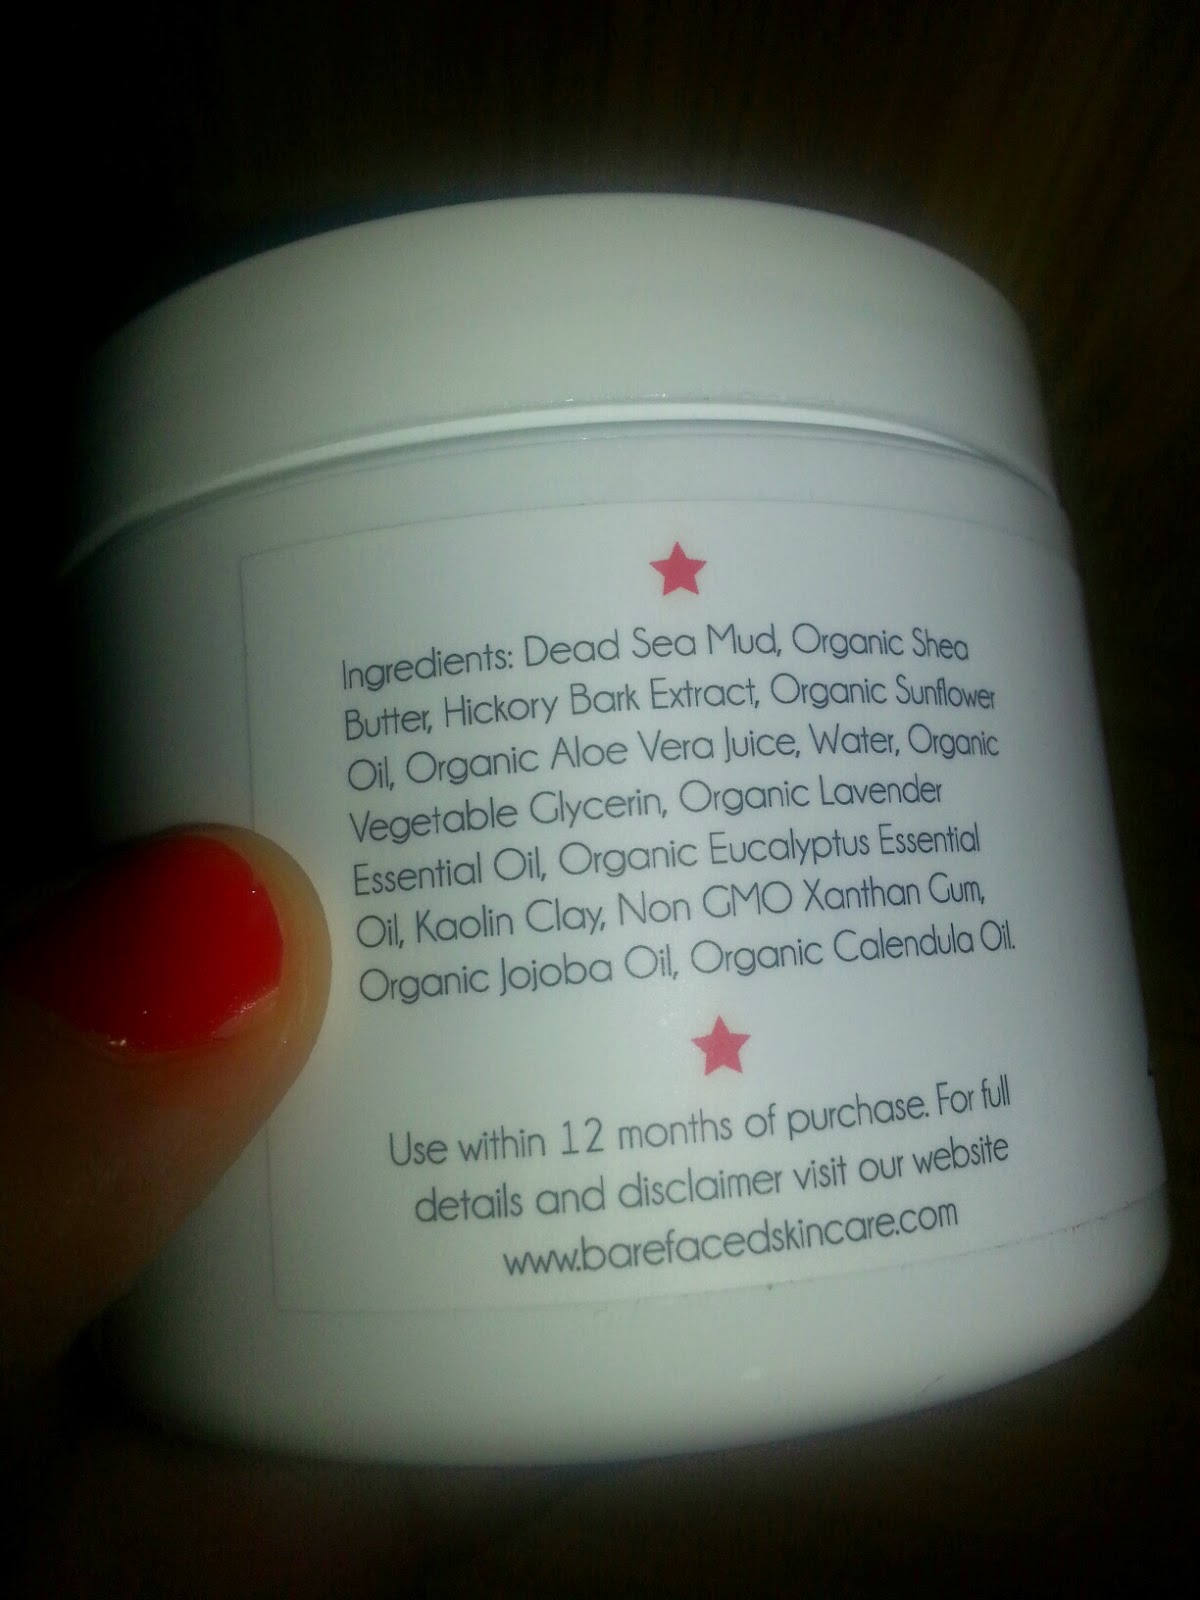 Ingredients: Dead Sea Mud, Organic Shea
Butter, Hickory Bark Extract, Organic Sunflower
Oil, Organic Aloe Vera Juice, Water, Organic
Vegetable Glycerin, Organic Lavender
Essential Oil, Organic Eucalyptus Essential
Oil, Kaolin Clay, Non GMO Xanthan Gum,
Organic Jojoba Oil, Organic Calendula Oil.
Use within 12 months of purchase. For full
details and disclaimer visit our website
www.barefacedskincare.com